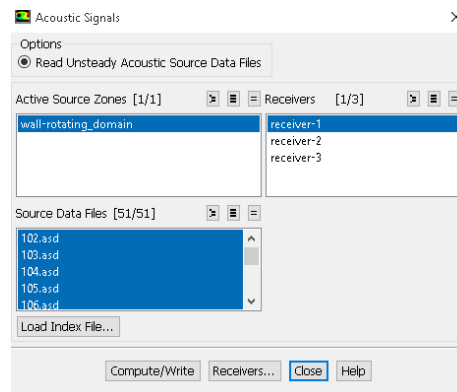 Acoustic Signals
Options
Read Unsteady Acoustic Source Data Files
Active Source Zones [1/1]
wall-rotating_domain
Receivers [1/3]
receiver-1
receiver-2
receiver-3
Source Data Files [51/51]
102.asd
103.asd
104.asd
105.asd
106.asd
Load Index File...
Compute/Write Receivers... Close Help